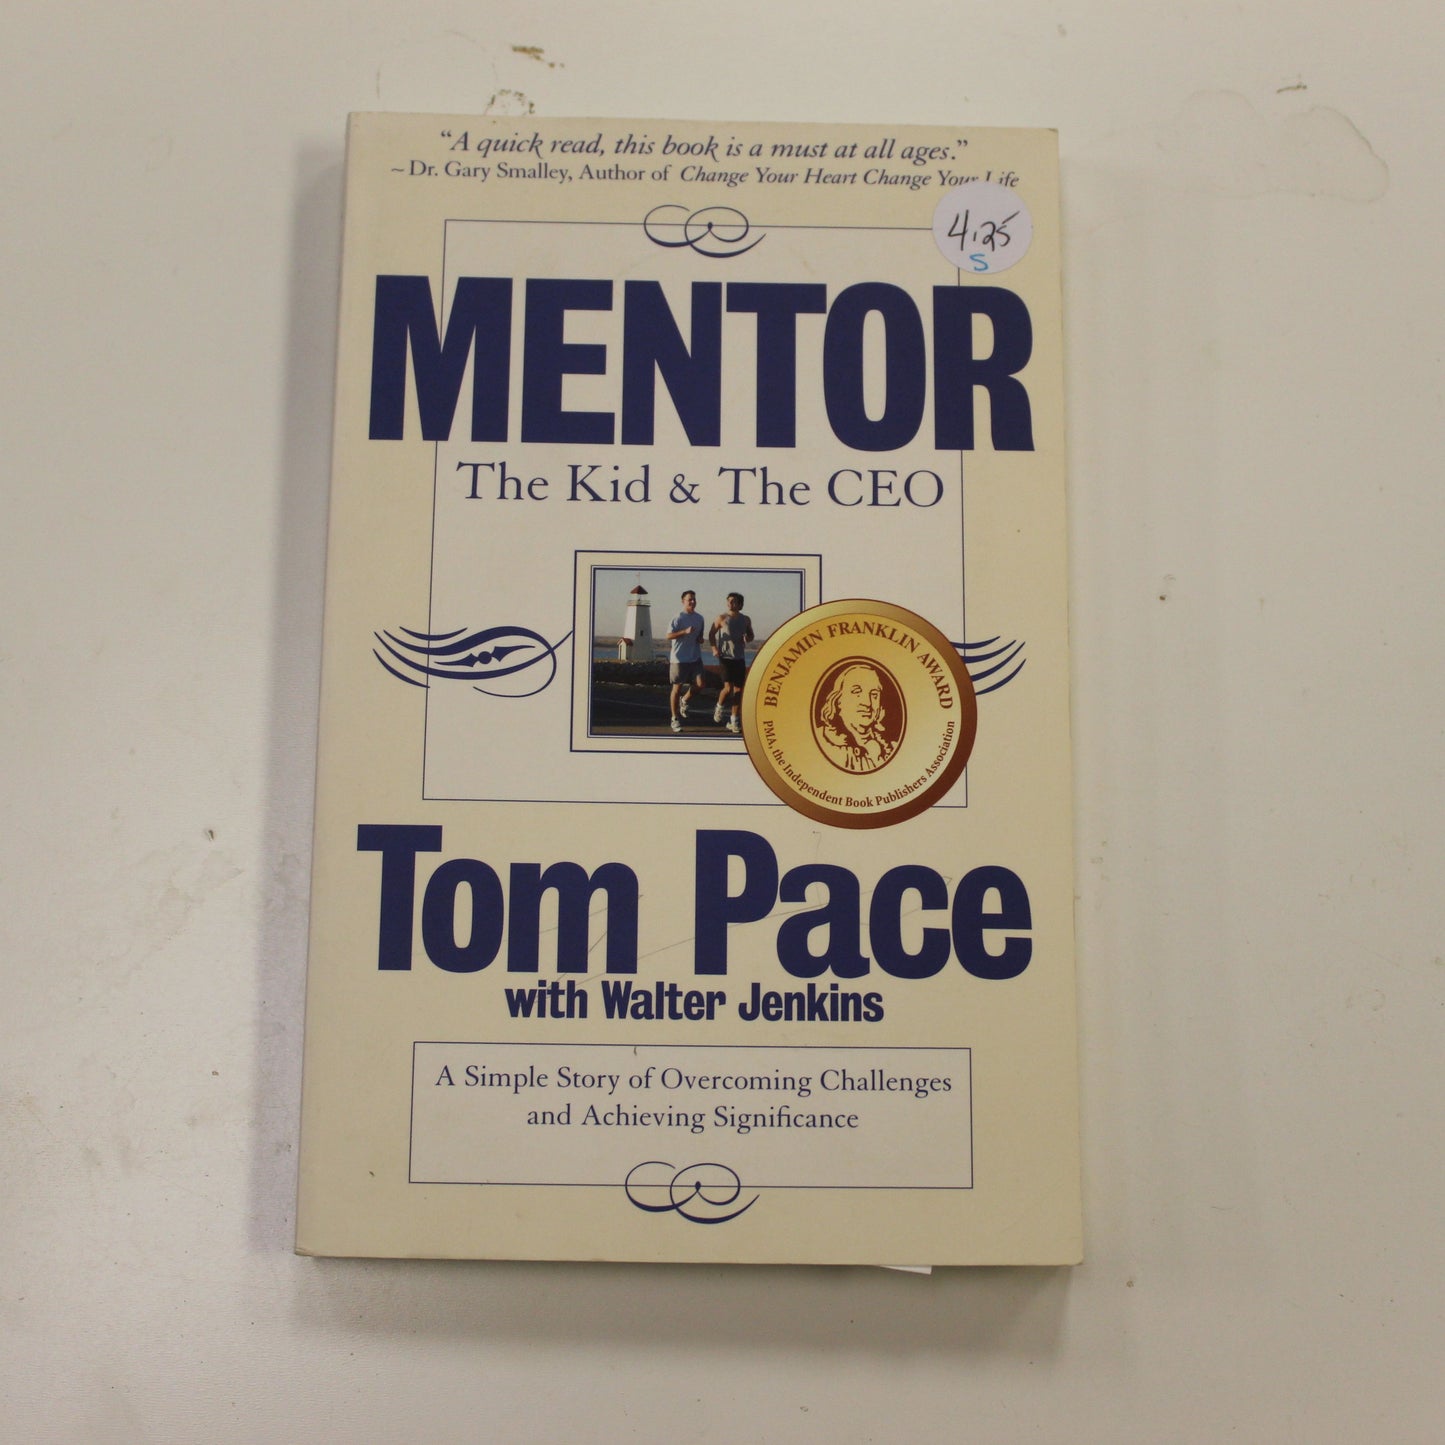 “A quick read, this book is a must at all ages.”
~Dr. Gary Smalley, Author of Change Your Heart Change Your Life
4.25
S
MENTOR
The Kid & The CEO
BENJAMIN FRANKLIN AWARD
PMA, the Independent Book Publishers Association
Tom Pace
with Walter Jenkins
A Simple Story of Overcoming Challenges
and Achieving Significance